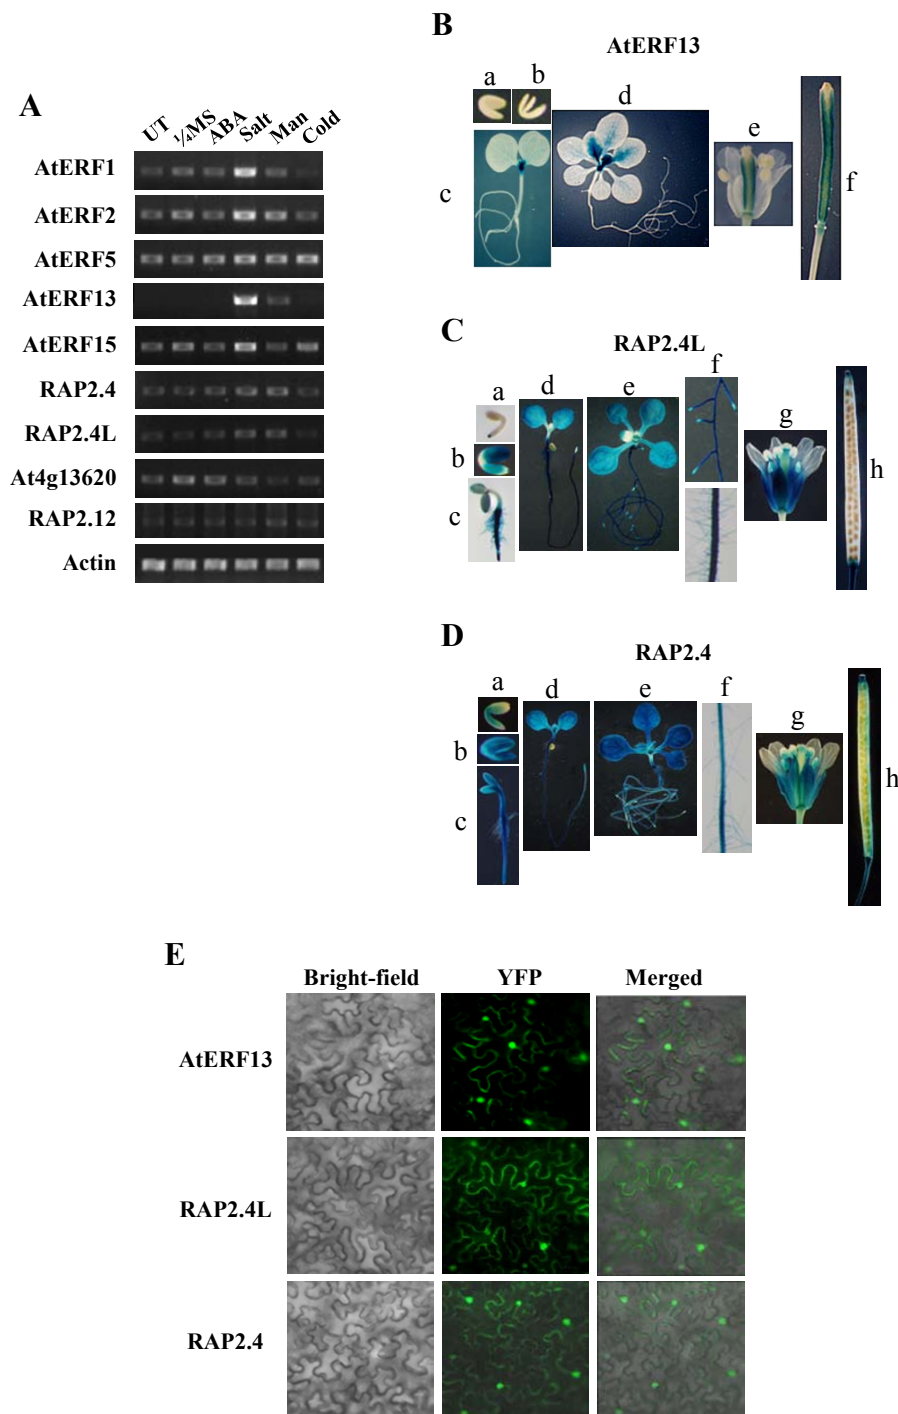 A
UT ¼MS ABA Salt Man Cold
AtERF1
AtERF2
AtERF5
AtERF13
AtERF15
RAP2.4
RAP2.4L
At4g13620
RAP2.12
Actin
B
AtERF13
a
b
c
d
e
f
C
RAP2.4L
a
b
c
d
e
f
g
h
D
RAP2.4
a
b
c
d
e
f
g
h
E
Bright-field YFP Merged
AtERF13
RAP2.4L
RAP2.4